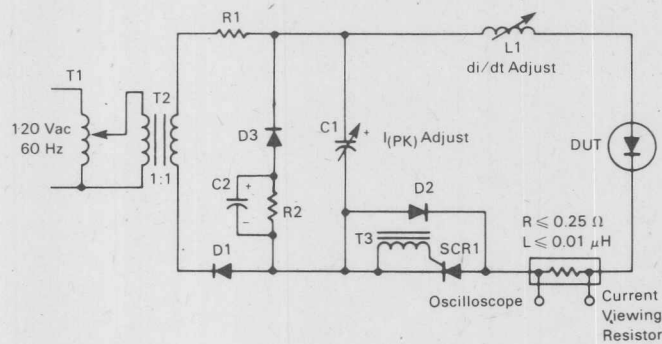 R1
T1
T2
120 Vac
60 Hz
1:1
D3
C2
+
−
R2
D1
C1
+
I(PK) Adjust
L1
di/dt Adjust
DUT
D2
T3
SCR1
R ≤ 0.25 Ω
L ≤ 0.01 μH
Oscilloscope
Current
Viewing
Resistor